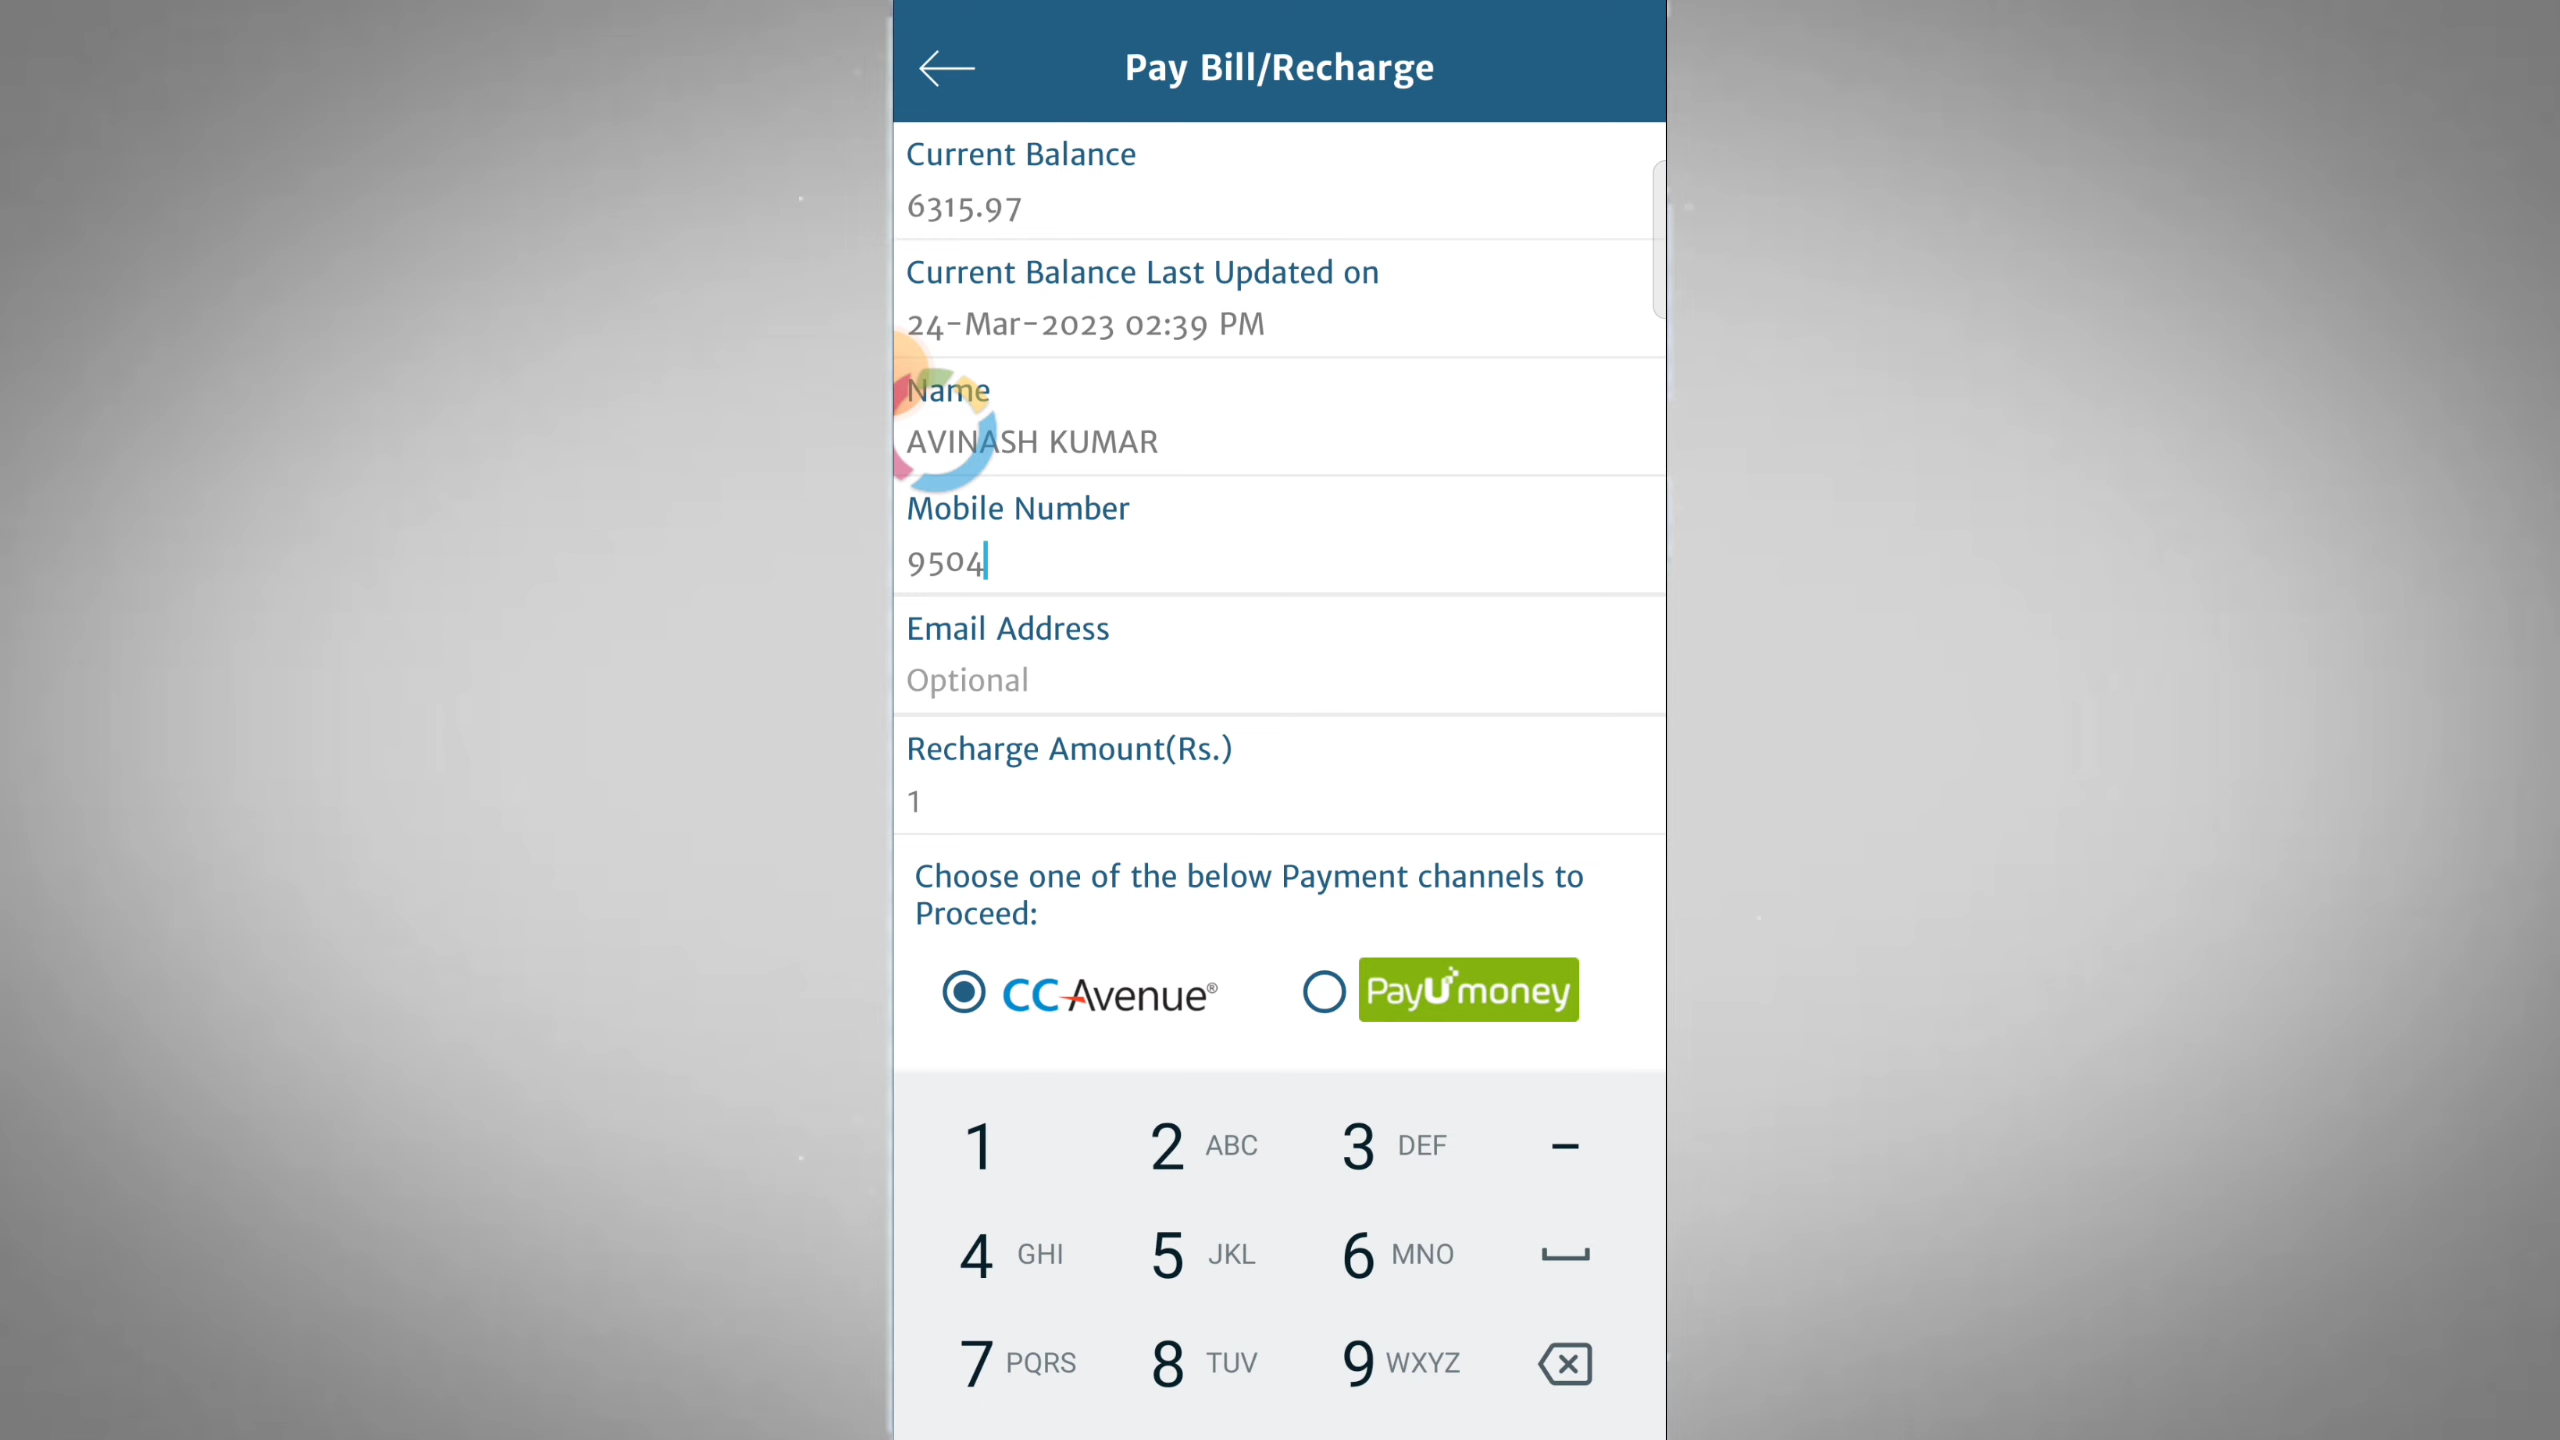 Pay Bill/Recharge
Current Balance
6315.97
Current Balance Last Updated on
24-Mar-2023 02:39 PM
Name
AVINASH KUMAR
Mobile Number
9504
Email Address
Optional
Recharge Amount(Rs.)
1
Choose one of the below Payment channels to
Proceed:
CCAvenue® PayUmoney
1 2 ABC 3 DEF -
4 GHI 5 JKL 6 MNO
7 PQRS 8 TUV 9 WXYZ